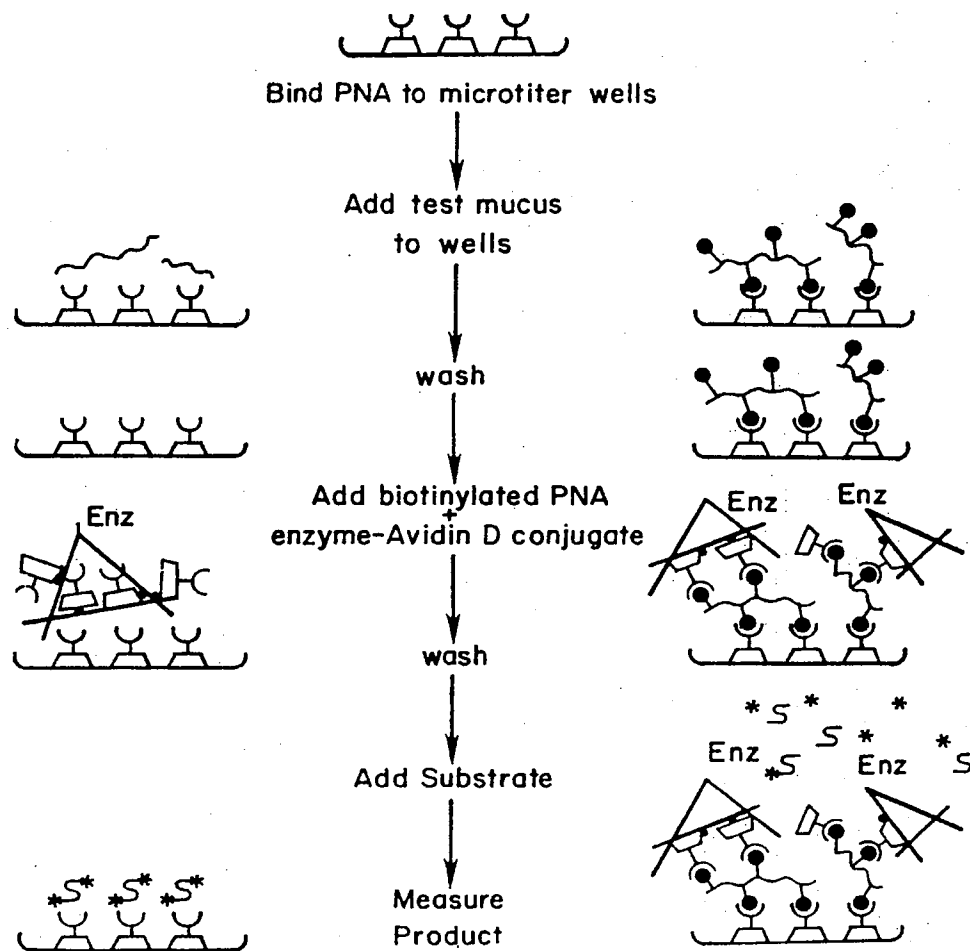 Bind PNA to microtiter wells
Add test mucus
to wells
wash
Add biotinylated PNA
+
enzyme-Avidin D conjugate
Enz
Enz
Enz
wash
* S * S * * S * S
Enz
Enz
Add Substrate
*S* *S* *S*
Measure
Product